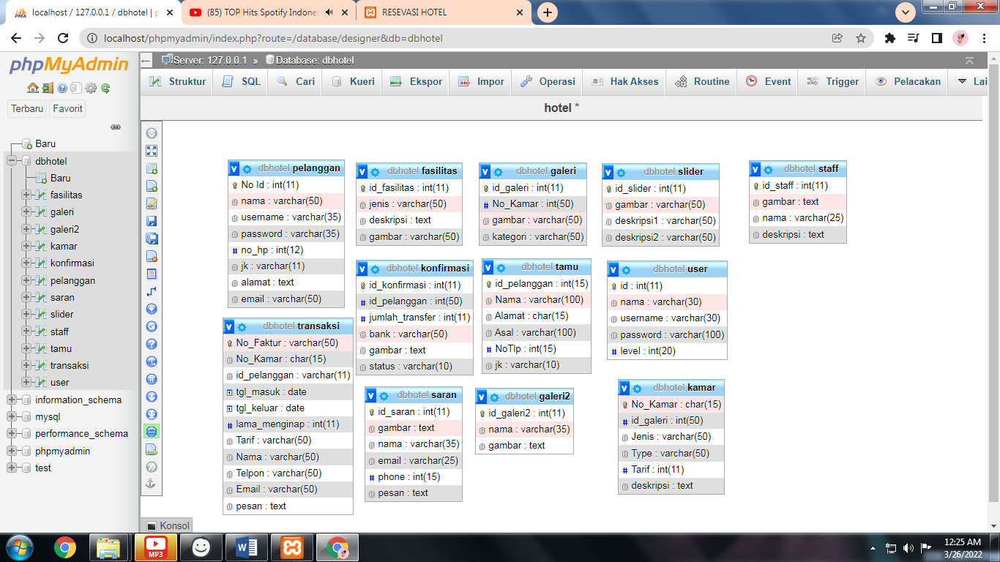 localhost / 127.0.0.1 / dbhotel | p
(85) TOP Hits Spotify Indones
RESEVASI HOTEL
localhost/phpmyadmin/index.php?route=/database/designer&db=dbhotel
phpMyAdmin
Terbaru Favorit
Baru
dbhotel
Baru
fasilitas
galeri
galeri2
kamar
konfirmasi
pelanggan
saran
slider
staff
tamu
transaksi
user
information_schema
mysql
performance_schema
phpmyadmin
test
Server: 127.0.0.1 » Database: dbhotel
Struktur SQL Cari Kueri Ekspor Impor Operasi Hak Akses Routine Event Trigger Pelacakan Lai
hotel *
dbhotel pelanggan
No Id : int(11)
nama : varchar(50)
username : varchar(35)
password : varchar(35)
no_hp : int(12)
jk : varchar(11)
alamat : text
email : varchar(50)
dbhotel fasilitas
id_fasilitas : int(11)
jenis : varchar(50)
deskripsi : text
gambar : varchar(50)
dbhotel galeri
id_galeri : int(11)
No_Kamar : int(50)
gambar : varchar(50)
kategori : varchar(50)
dbhotel slider
id_slider : int(11)
gambar : varchar(50)
deskripsi1 : varchar(50)
deskripsi2 : varchar(50)
dbhotel staff
id_staff : int(11)
gambar : text
nama : varchar(25)
deskripsi : text
dbhotel konfirmasi
id_konfirmasi : int(11)
id_pelanggan : int(50)
jumlah_transfer : int(11)
bank : varchar(50)
gambar : text
status : varchar(10)
dbhotel tamu
id_pelanggan : int(15)
Nama : varchar(100)
Alamat : char(15)
Asal : varchar(100)
NoTlp : int(15)
jk : varchar(10)
dbhotel user
id : int(11)
nama : varchar(30)
username : varchar(30)
password : varchar(100)
level : int(20)
dbhotel transaksi
No_Faktur : varchar(50)
No_Kamar : char(15)
id_pelanggan : varchar(11)
tgl_masuk : date
tgl_keluar : date
lama_menginap : int(11)
Tarif : varchar(50)
Nama : varchar(50)
Telpon : varchar(50)
Email : varchar(50)
pesan : text
dbhotel saran
id_saran : int(11)
gambar : text
nama : varchar(35)
email : varchar(25)
phone : int(15)
pesan : text
dbhotel galeri2
id_galeri2 : int(11)
nama : varchar(35)
gambar : text
dbhotel kamar
No_Kamar : char(15)
id_galeri : int(50)
Jenis : varchar(50)
Type : varchar(50)
Tarif : int(11)
deskripsi : text
Konsol
MP3
12:25 AM
3/26/2022